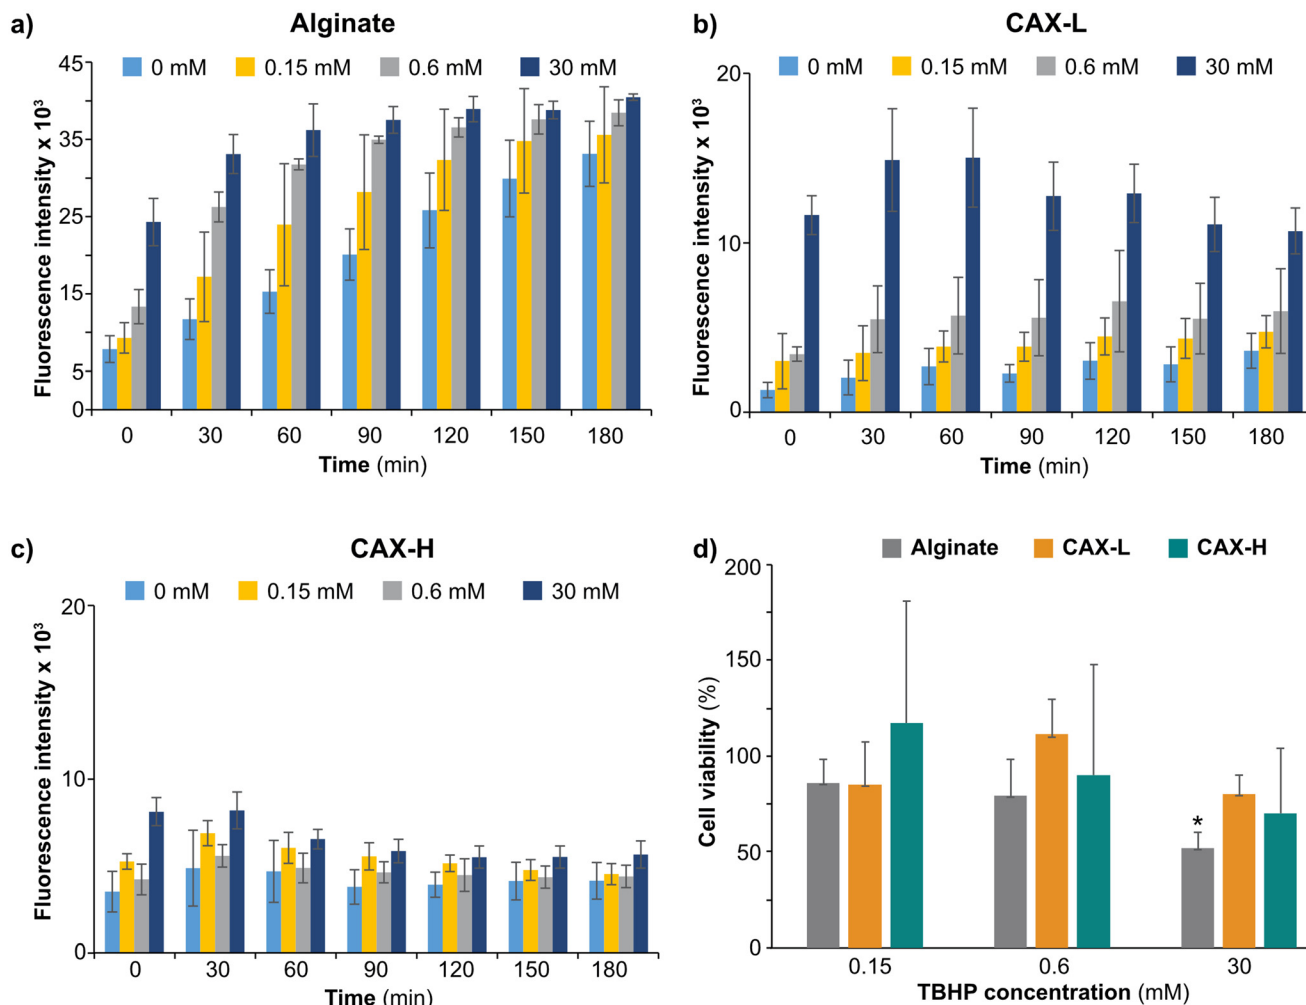 a)
Alginate
0 mM 0.15 mM 0.6 mM 30 mM
Fluorescence intensity x 10³
45
35
25
15
5
0
0 30 60 90 120 150 180
Time (min)
b)
CAX-L
0 mM 0.15 mM 0.6 mM 30 mM
Fluorescence intensity x 10³
20
10
0
0 30 60 90 120 150 180
Time (min)
c)
CAX-H
0 mM 0.15 mM 0.6 mM 30 mM
Fluorescence intensity x 10³
20
10
0
0 30 60 90 120 150 180
Time (min)
d)
Alginate CAX-L CAX-H
Cell viability (%)
200
150
100
50
0
*
0.15 0.6 30
TBHP concentration (mM)